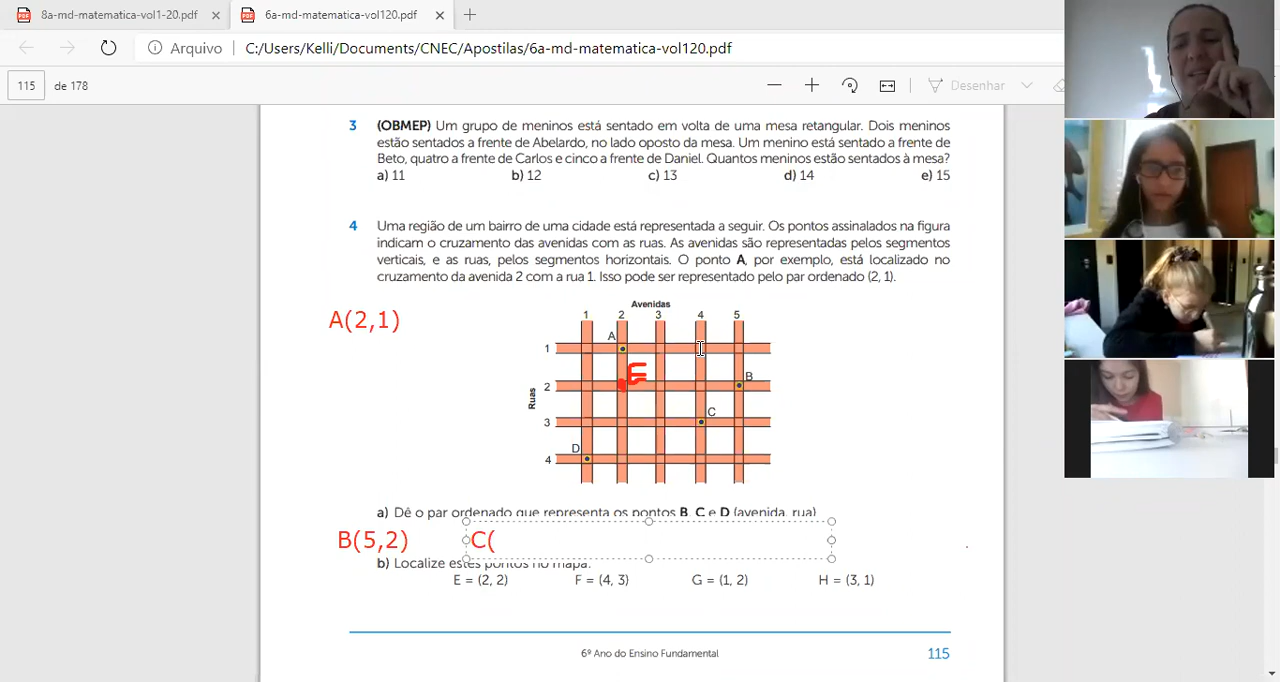 8a-md-matematica-vol1-20.pdf
6a-md-matematica-vol120.pdf
Arquivo
C:/Users/Kelli/Documents/CNEC/Apostilas/6a-md-matematica-vol120.pdf
115 de 178
Desenhar
3 (OBMEP) Um grupo de meninos está sentado em volta de uma mesa retangular. Dois meninos
estão sentados a frente de Abelardo, no lado oposto da mesa. Um menino está sentado a frente de
Beto, quatro a frente de Carlos e cinco a frente de Daniel. Quantos meninos estão sentados à mesa?
a) 11 b) 12 c) 13 d) 14 e) 15
4 Uma região de um bairro de uma cidade está representada a seguir. Os pontos assinalados na figura
indicam o cruzamento das avenidas com as ruas. As avenidas são representadas pelos segmentos
verticais, e as ruas, pelos segmentos horizontais. O ponto A, por exemplo, está localizado no
cruzamento da avenida 2 com a rua 1. Isso pode ser representado pelo par ordenado (2, 1).
Avenidas
1 2 3 4 5
A(2,1)
A
1
E
B
2
Ruas
C
3
D
4
a) Dê o par ordenado que representa os pontos B, C e D (avenida, rua)
B(5,2) C(
b) Localize estes pontos no mapa.
E = (2, 2) F = (4, 3) G = (1, 2) H = (3, 1)
6º Ano do Ensino Fundamental 115